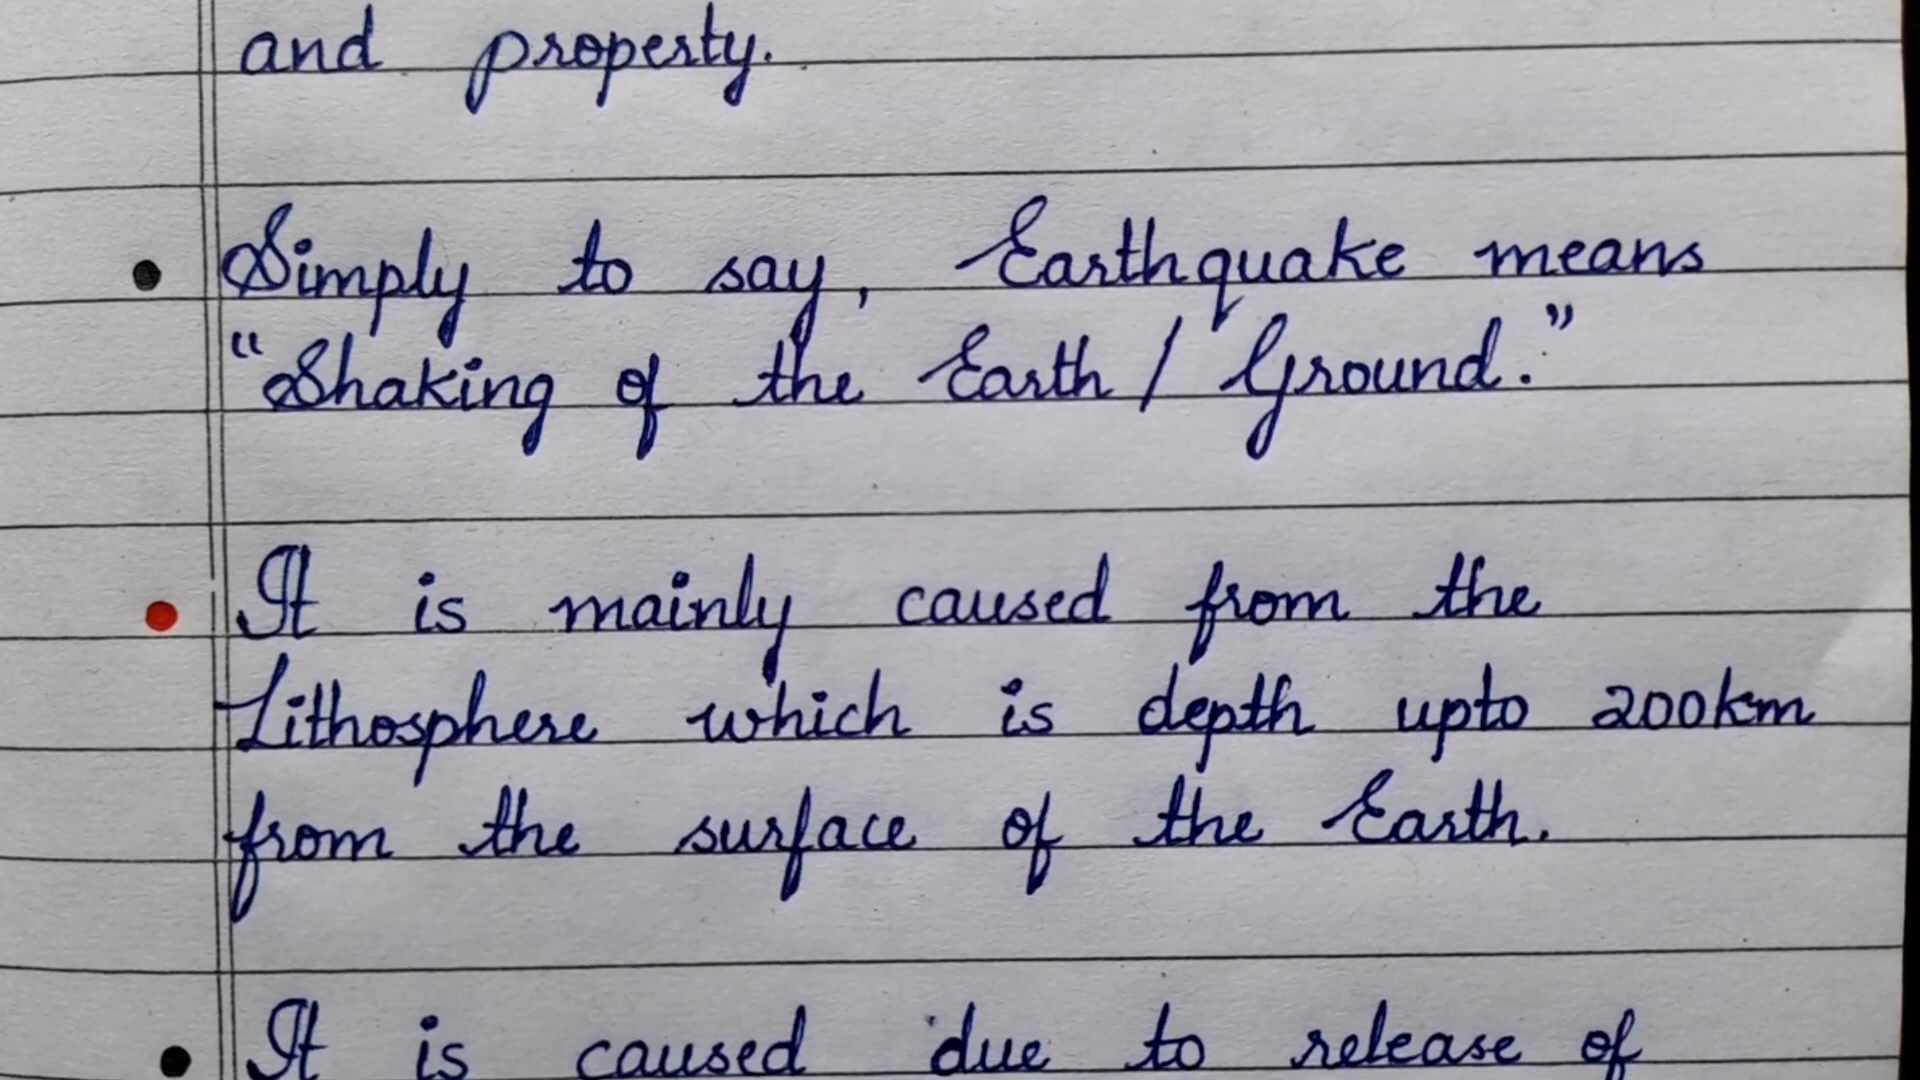 and property.
• Simply to say, Earthquake means
“Shaking of the Earth / Ground.”
• It is mainly caused from the
Lithosphere which is depth upto 200km
from the surface of the Earth.
• It is caused due to release of